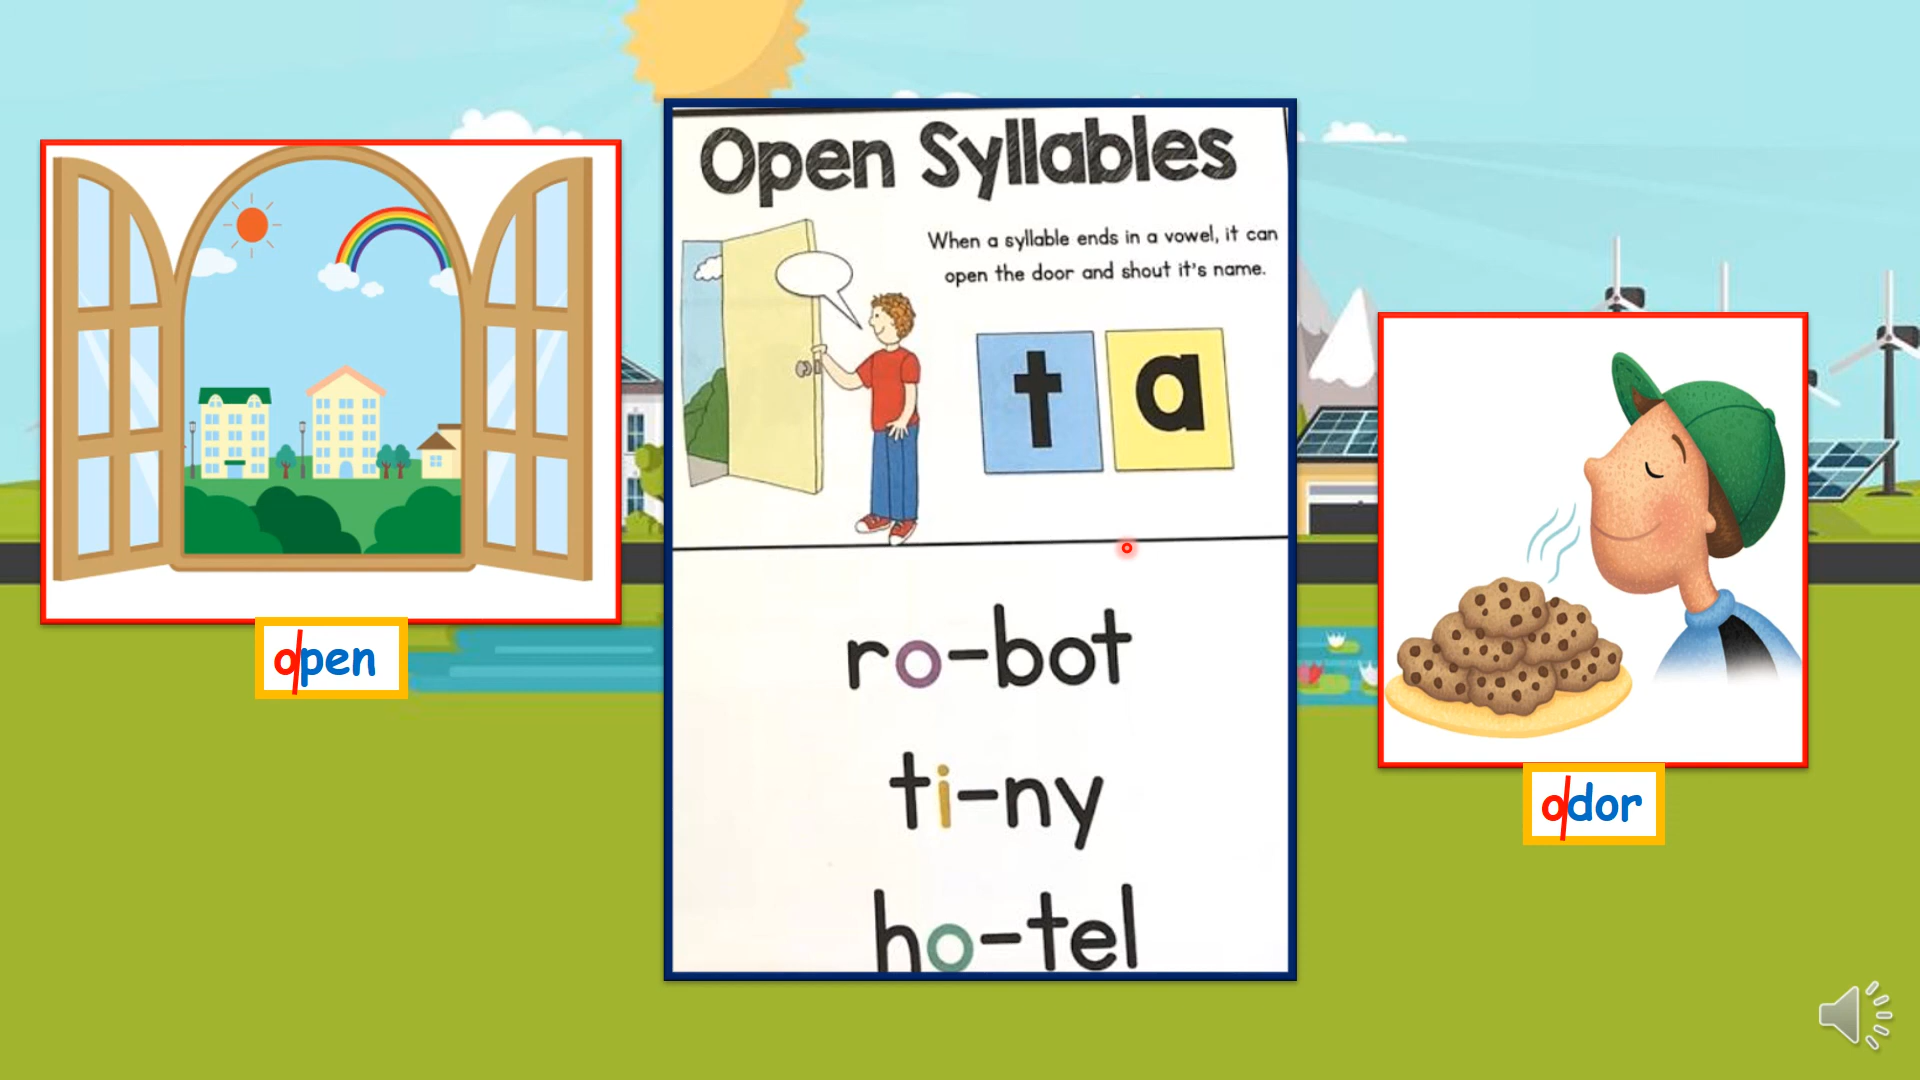 Open Syllables
When a syllable ends in a vowel, it can
open the door and shout it's name.
t a
ro-bot
ti-ny
ho-tel
open
odor